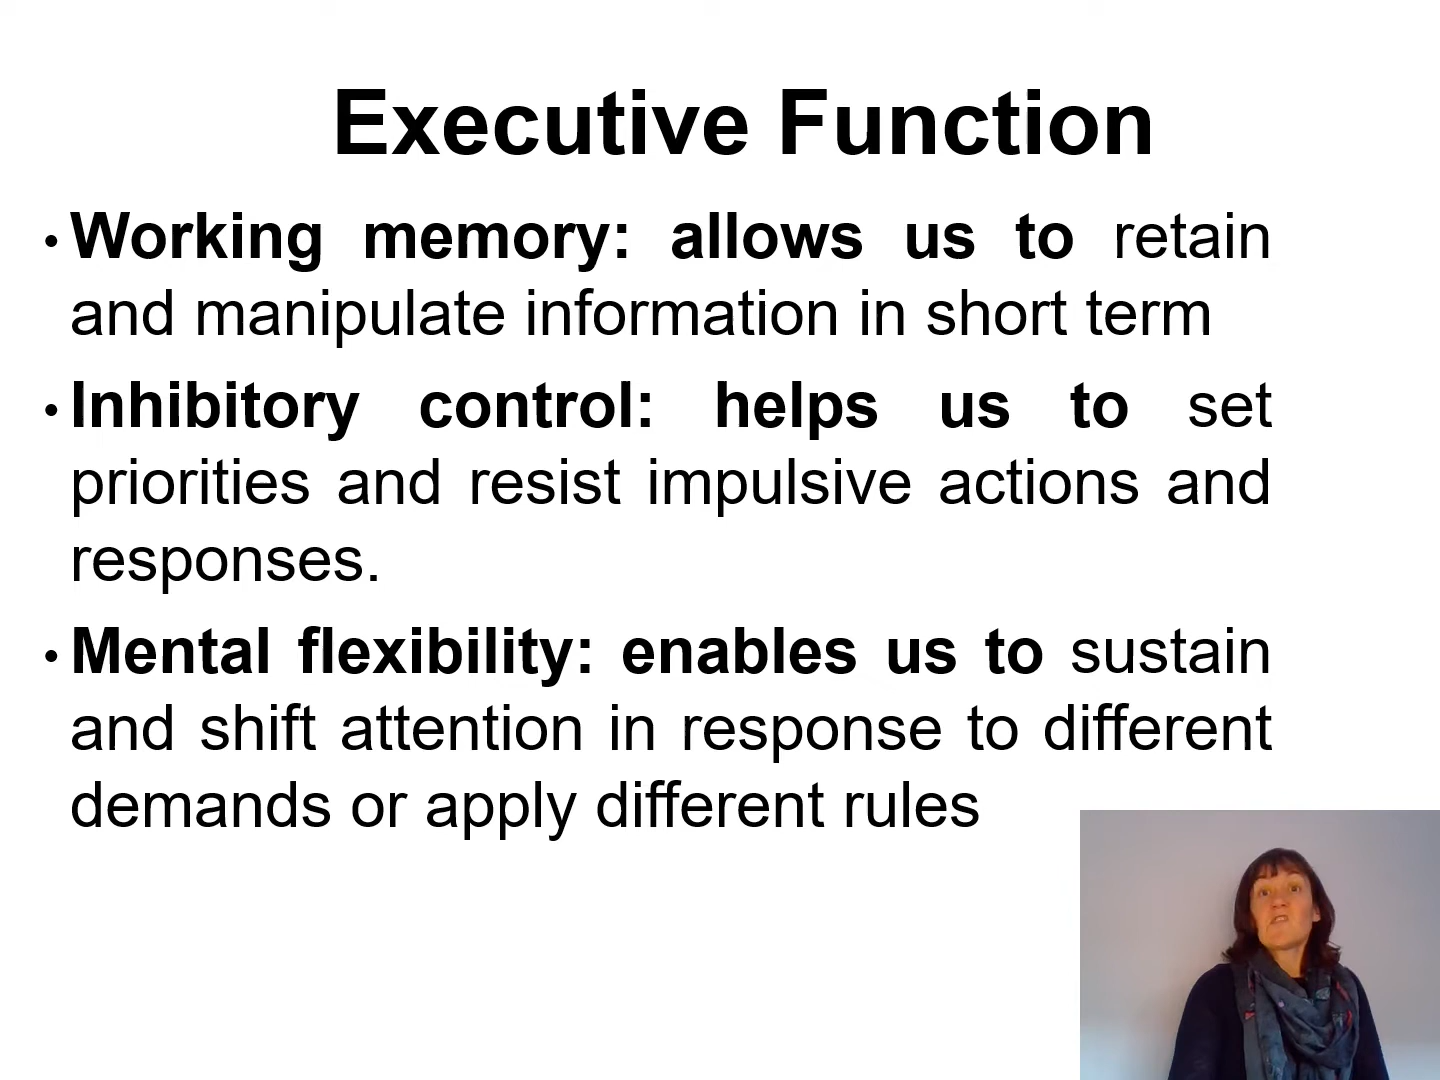 Executive Function
• Working memory: allows us to retain
and manipulate information in short term
• Inhibitory control: helps us to set
priorities and resist impulsive actions and
responses.
• Mental flexibility: enables us to sustain
and shift attention in response to different
demands or apply different rules